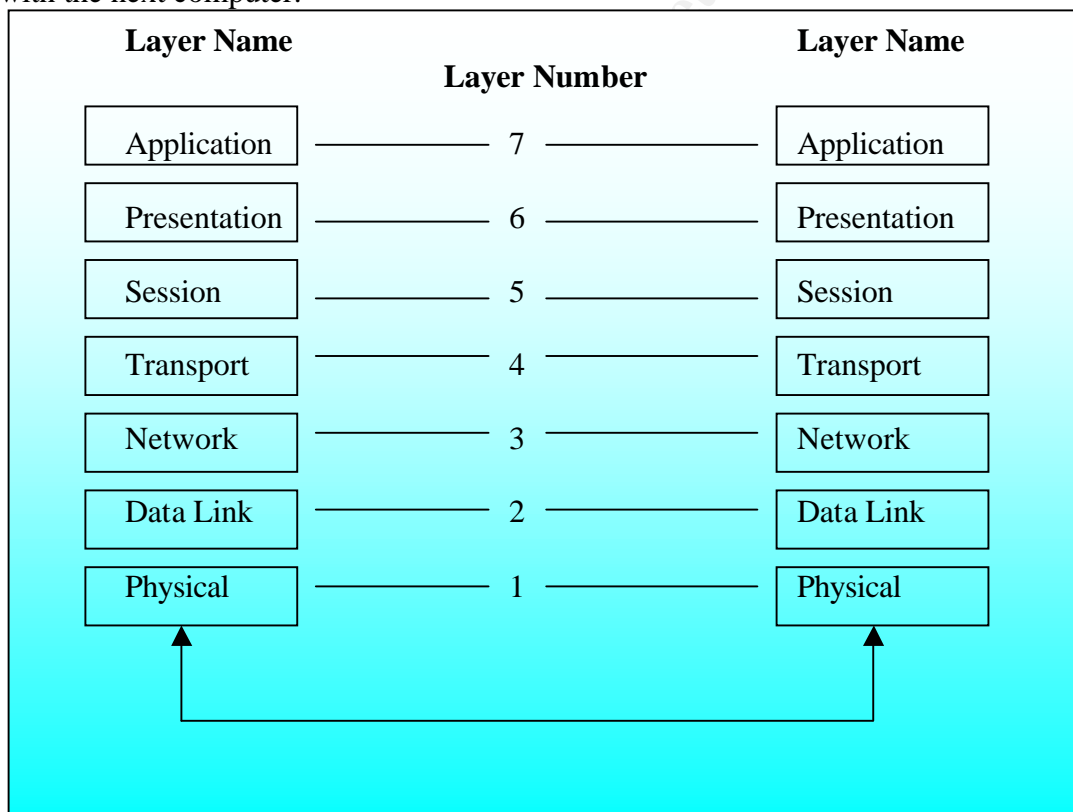 with the next computer.
Layer Name Layer Name
Layer Number
Application 7 Application
Presentation 6 Presentation
Session 5 Session
Transport 4 Transport
Network 3 Network
Data Link 2 Data Link
Physical 1 Physical